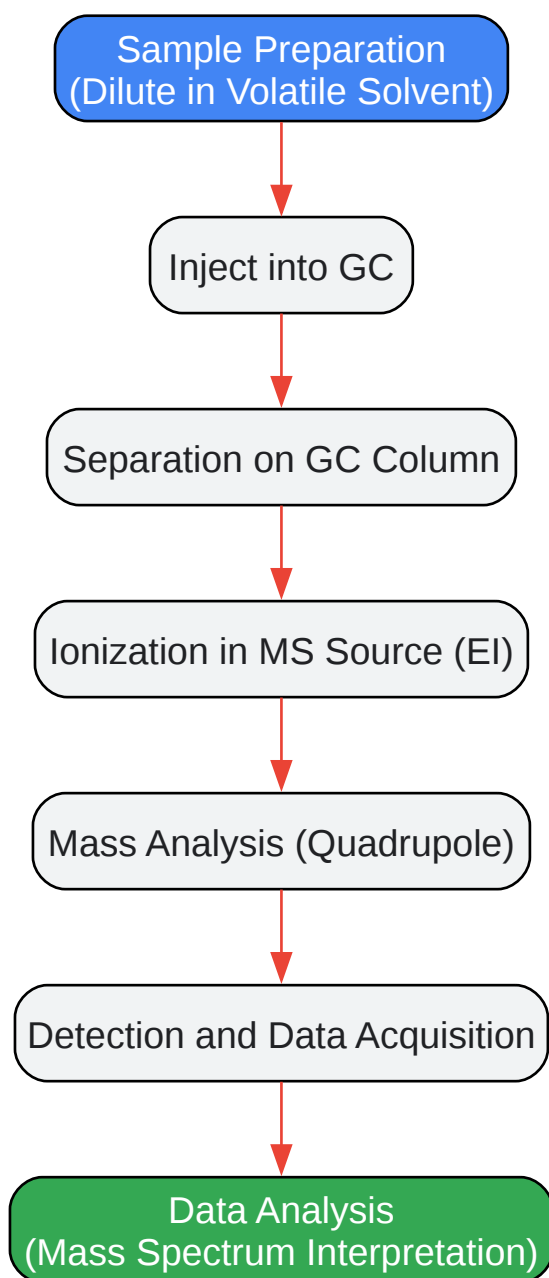 Sample Preparation
(Dilute in Volatile Solvent)
Inject into GC
Separation on GC Column
Ionization in MS Source (EI)
Mass Analysis (Quadrupole)
Detection and Data Acquisition
Data Analysis
(Mass Spectrum Interpretation)